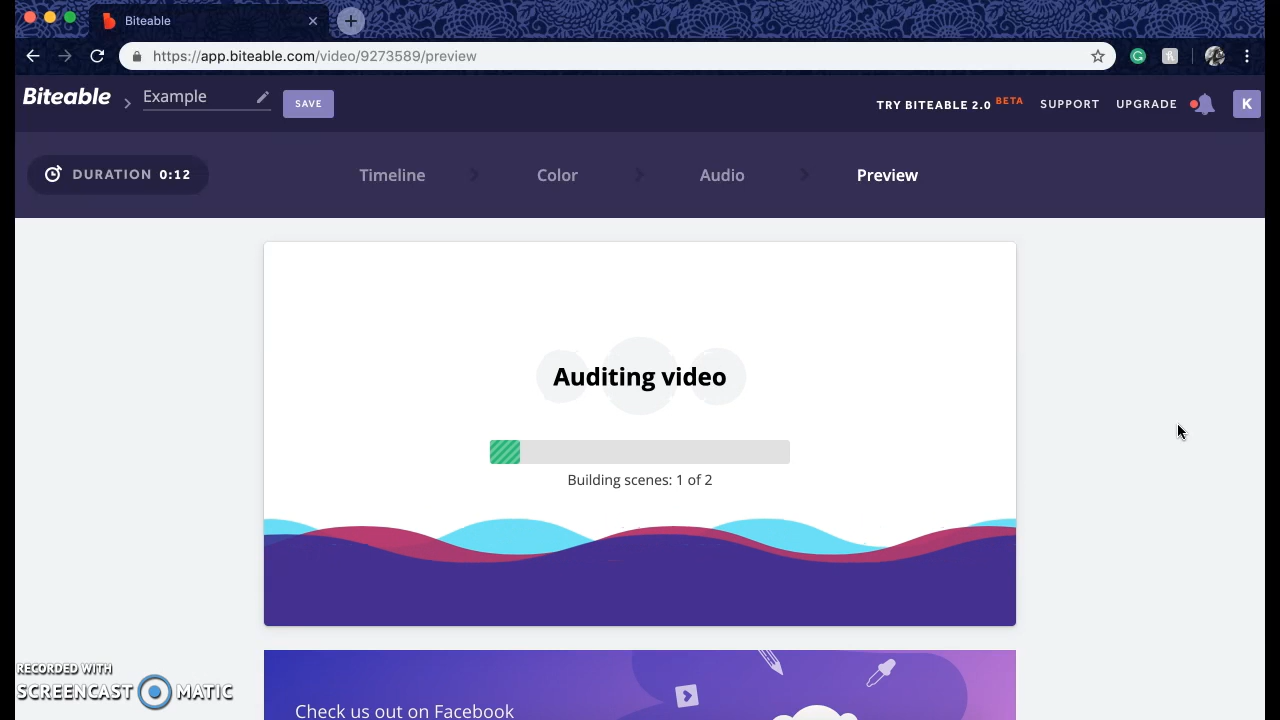 Biteable
https://app.biteable.com/video/9273589/preview
Biteable
Example
SAVE
TRY BITEABLE 2.0 BETA
SUPPORT
UPGRADE
K
DURATION 0:12
Timeline
Color
Audio
Preview
Auditing video
Building scenes: 1 of 2
RECORDED WITH
SCREENCAST MATIC
Check us out on Facebook